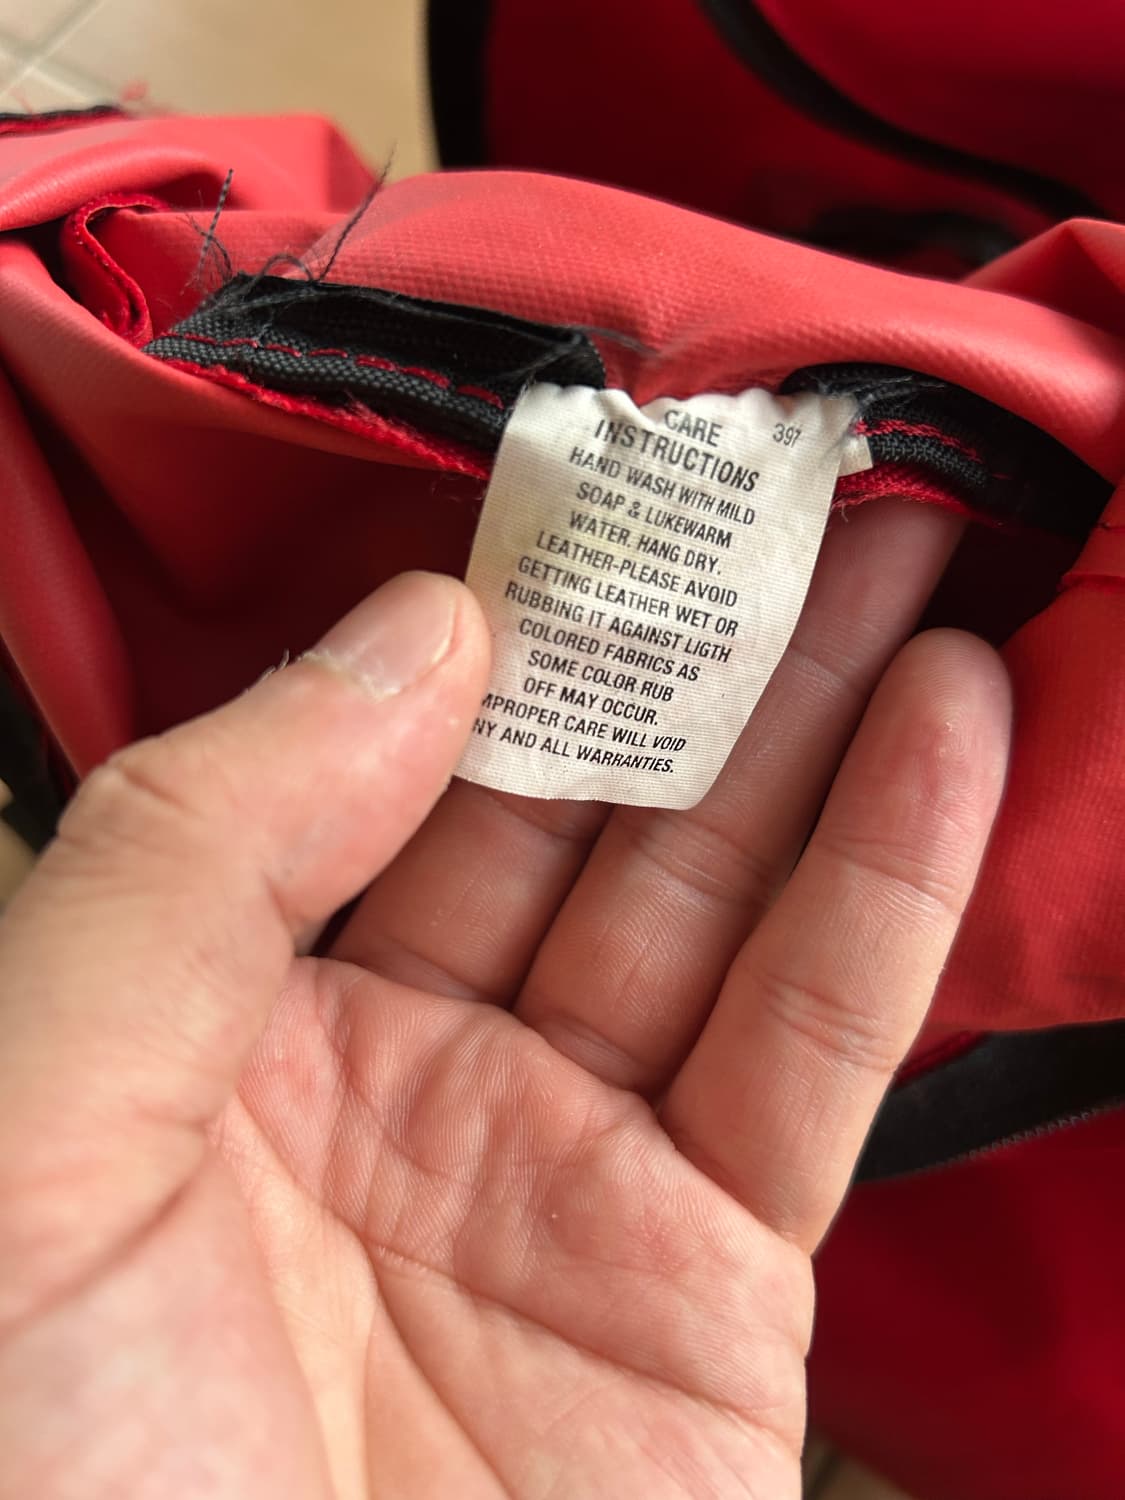 CARE 397
INSTRUCTIONS
HAND WASH WITH MILD
SOAP & LUKEWARM
WATER. HANG DRY.
LEATHER-PLEASE AVOID
GETTING LEATHER WET OR
RUBBING IT AGAINST LIGTH
COLORED FABRICS AS
SOME COLOR RUB
OFF MAY OCCUR.
MPROPER CARE WILL VOID
NY AND ALL WARRANTIES.